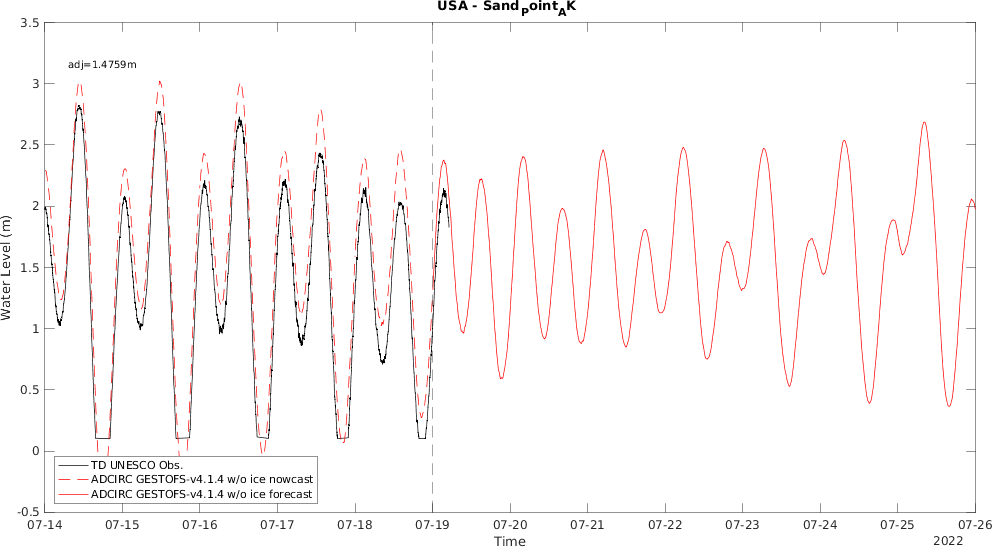 USA - Sand_Point_AK
adj=1.4759m
3.5
3
2.5
2
1.5
1
0.5
0
-0.5
Water Level (m)
TD UNESCO Obs.
ADCIRC GESTOFS-v4.1.4 w/o ice nowcast
ADCIRC GESTOFS-v4.1.4 w/o ice forecast
07-14 07-15 07-16 07-17 07-18 07-19 07-20 07-21 07-22 07-23 07-24 07-25 07-26
Time
2022